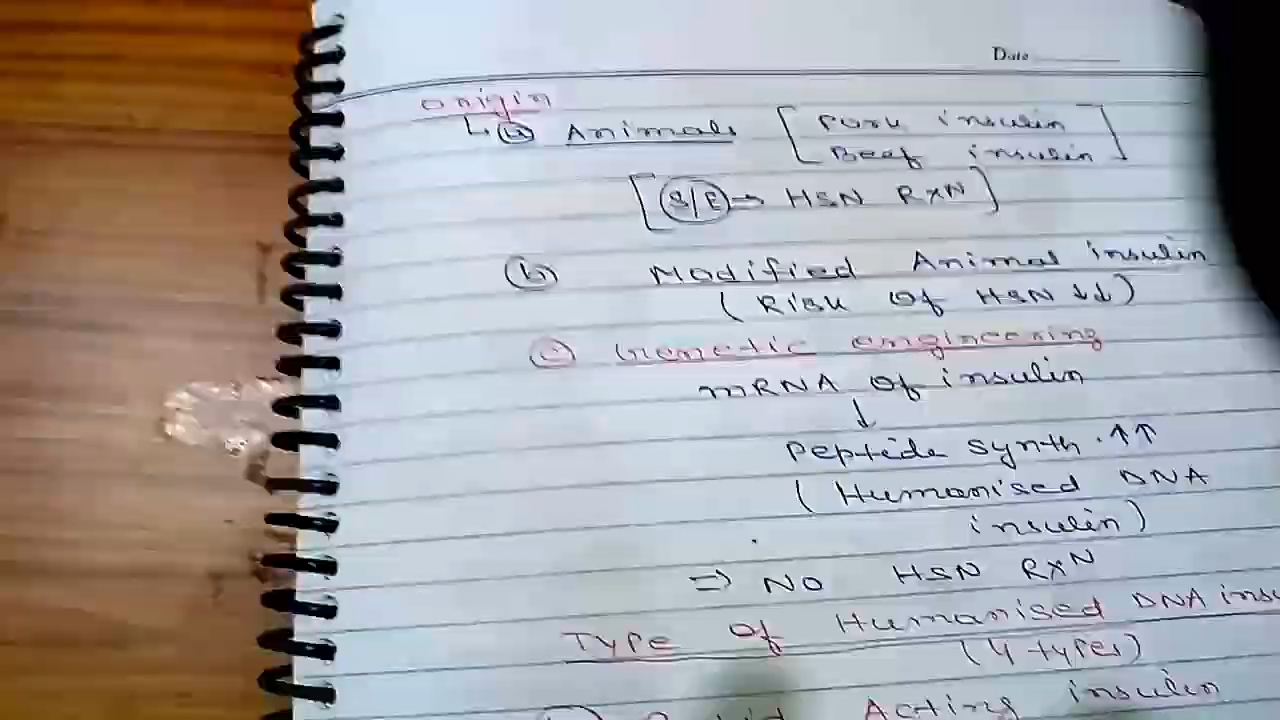 Date
Origin
↳ (a) Animals [Pork insulin
Beef insulin]
[(S/E) → HSN RXN]
(b) Modified Animal insulin
(Risk of HSN ↓↓)
(c) Genetic engineering
mRNA of insulin
↓
Peptide synth. ↑↑
(Humanised DNA
insulin)
⇒ NO HSN RXN
Type of Humanised DNA
(4 types)
Acting insulin